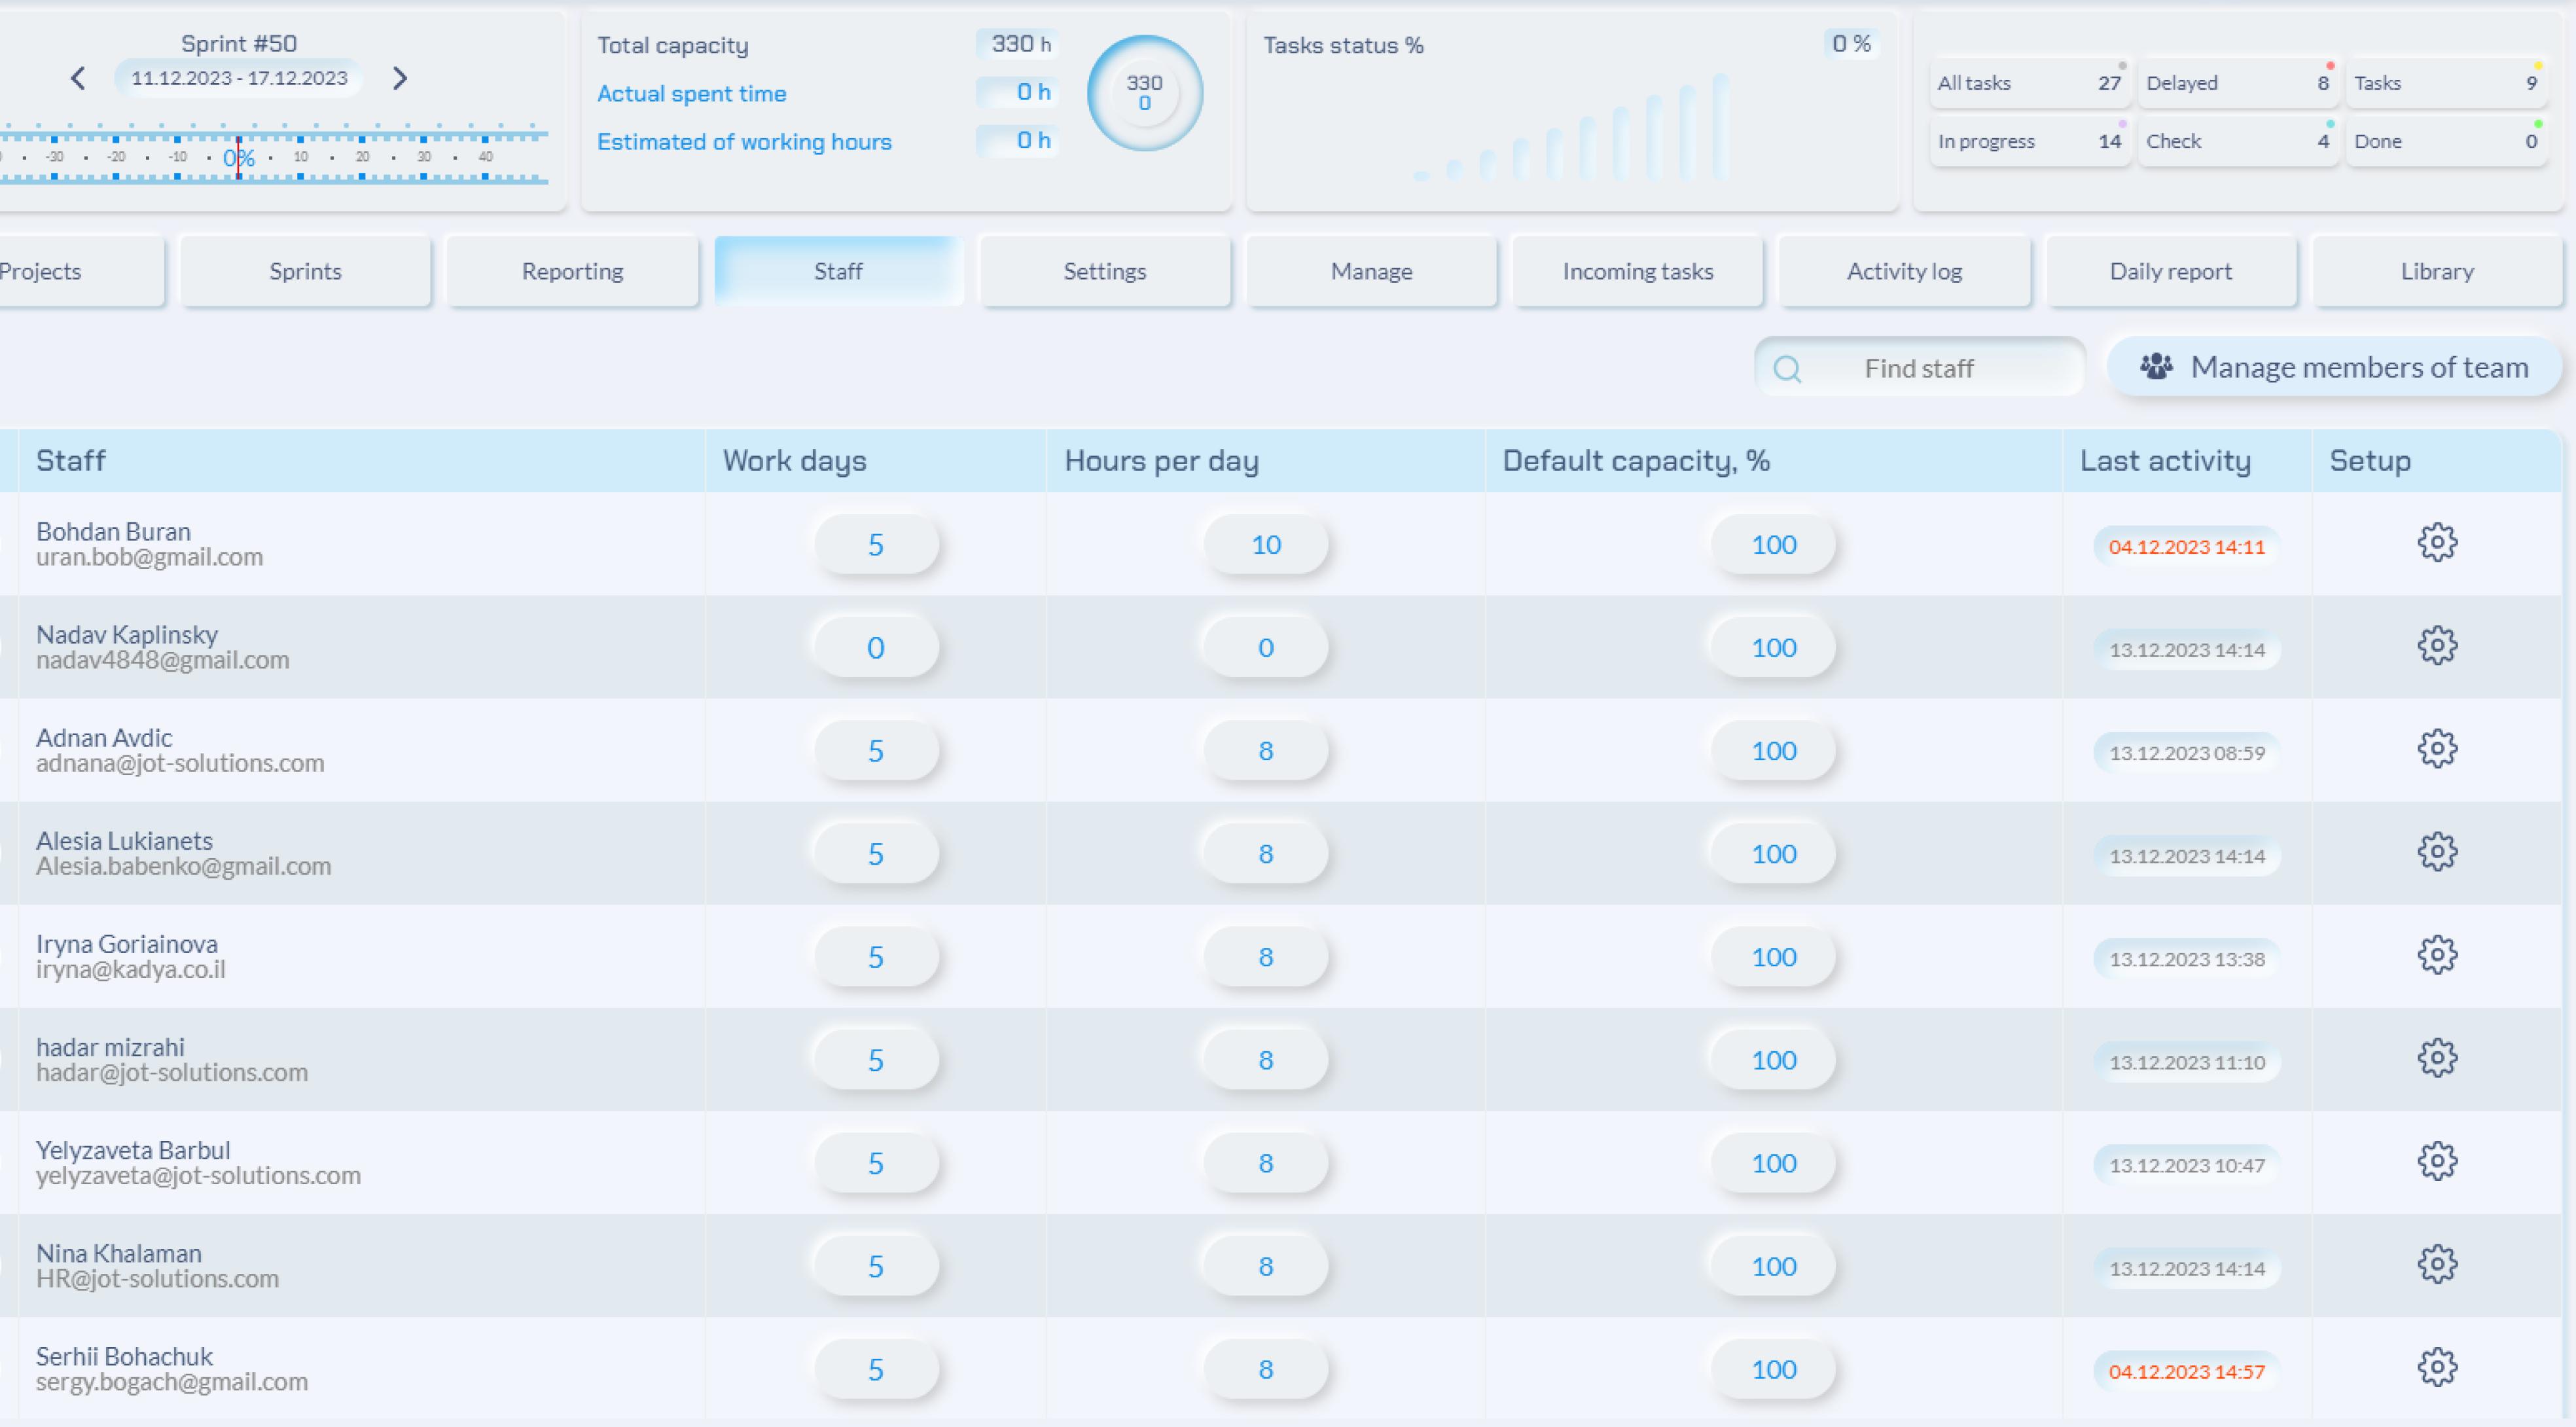 Sprint #50
11.12.2023 - 17.12.2023
-30 -20 -10 0% 10 20 30 40
Total capacity 330 h
Actual spent time 0 h
Estimated of working hours 0 h
330
0
Tasks status % 0 %
All tasks 27 Delayed 8 Tasks 9
In progress 14 Check 4 Done 0
Projects Sprints Reporting Staff Settings Manage Incoming tasks Activity log Daily report Library
Find staff Manage members of team
Staff Work days Hours per day Default capacity, % Last activity Setup
Bohdan Buran
uran.bob@gmail.com
5 10 100 04.12.2023 14:11
Nadav Kaplinsky
nadav4848@gmail.com
0 0 100 13.12.2023 14:14
Adnan Avdic
adnana@jot-solutions.com
5 8 100 13.12.2023 08:59
Alesia Lukianets
Alesia.babenko@gmail.com
5 8 100 13.12.2023 14:14
Iryna Goriainova
iryna@kadya.co.il
5 8 100 13.12.2023 13:38
hadar mizrahi
hadar@jot-solutions.com
5 8 100 13.12.2023 11:10
Yelyzaveta Barbul
yelyzaveta@jot-solutions.com
5 8 100 13.12.2023 10:47
Nina Khalaman
HR@jot-solutions.com
5 8 100 13.12.2023 14:14
Serhii Bohachuk
sergy.bogach@gmail.com
5 8 100 04.12.2023 14:57